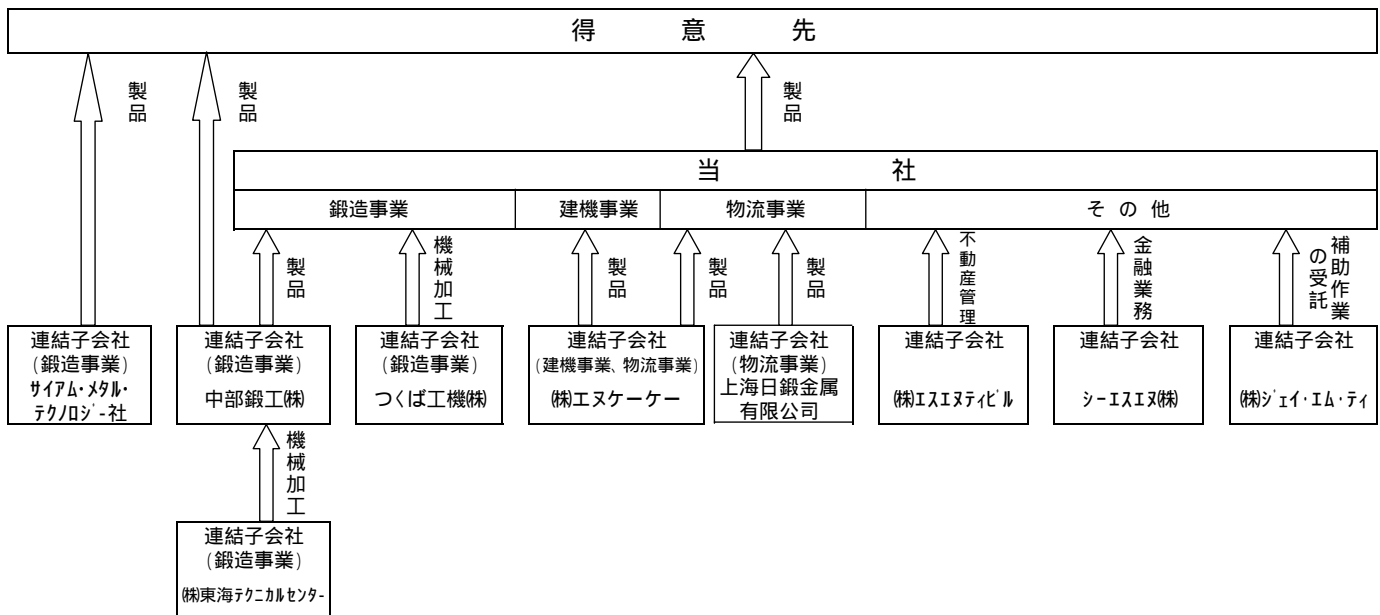 得意先
製品
製品
製品
当社
鍛造事業
建機事業
物流事業
その他
製品
機械加工
製品
製品
製品
不動産管理
金融業務
補助作業
の受託
連結子会社
(鍛造事業)
サイアム・メタル・
テクノロジー社
連結子会社
(鍛造事業)
中部鍛工㈱
連結子会社
(鍛造事業)
つくば工機㈱
連結子会社
(建機事業、物流事業)
㈱エヌケーケー
連結子会社
(物流事業)
上海日鍛金属
有限公司
連結子会社
㈱エスエヌティビル
連結子会社
シーエスエヌ㈱
連結子会社
㈱ジェイ・エム・ティ
機械加工
連結子会社
(鍛造事業)
㈱東海テクニカルセンター